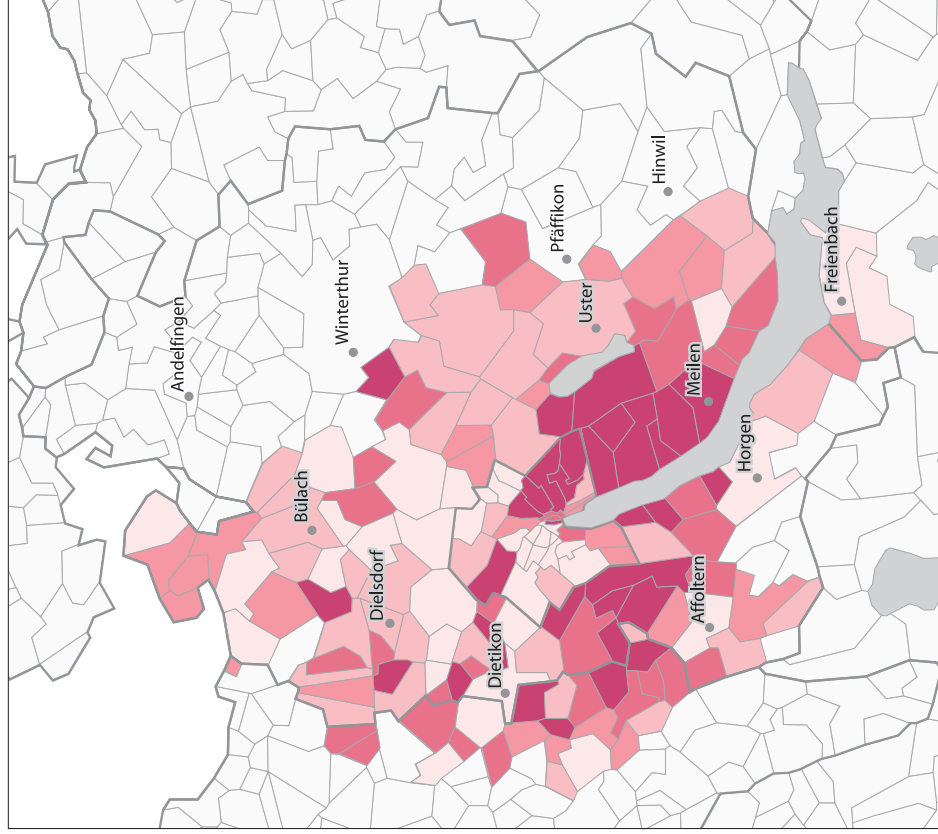 Andelfingen
Winterthur
Pfäffikon
Hinwil
Uster
Bülach
Dielsdorf
Meilen
Freienbach
Horgen
Dietikon
Affoltern